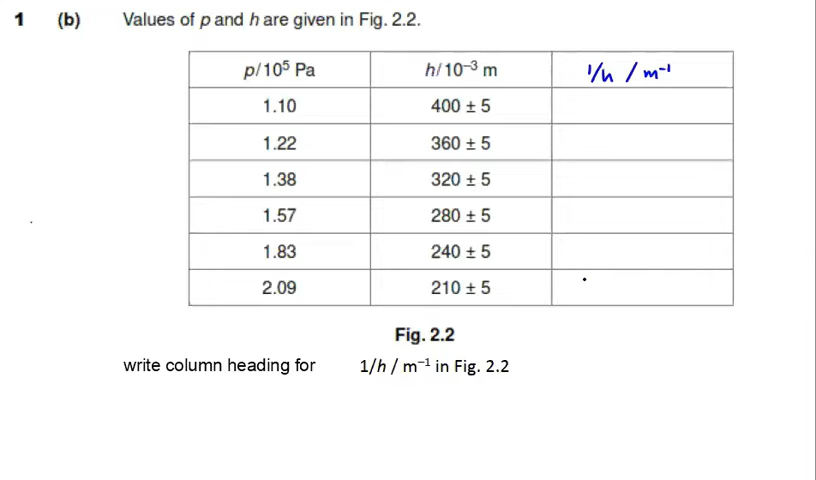 1 (b) Values of p and h are given in Fig. 2.2.
p/10⁵ Pa h/10⁻³ m 1/h / m⁻¹
1.10 400 ± 5
1.22 360 ± 5
1.38 320 ± 5
1.57 280 ± 5
1.83 240 ± 5
2.09 210 ± 5
Fig. 2.2
write column heading for 1/h / m⁻¹ in Fig. 2.2